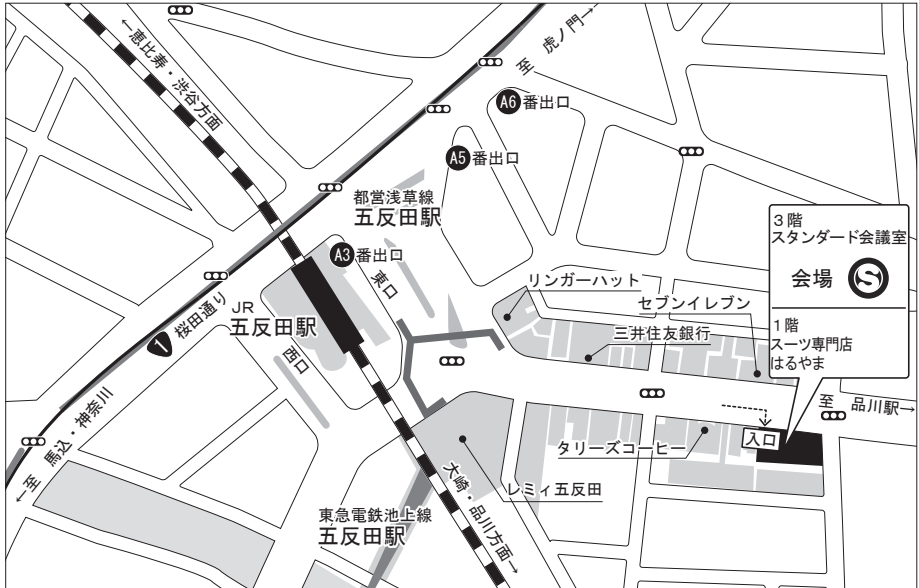 ←恵比寿・渋谷方面
至 虎ノ門→
A6番出口
A5番出口
都営浅草線
五反田駅
A3番出口
東口
JR
五反田駅
西口
桜田通り
1
←至 馬込・神奈川
リンガーハット
セブンイレブン
三井住友銀行
3階
スタンダード会議室
会場 S
1階
スーツ専門店
はるやま
至 品川駅→
入口
タリーズコーヒー
レミィ五反田
大崎・品川方面→
東急電鉄池上線
五反田駅